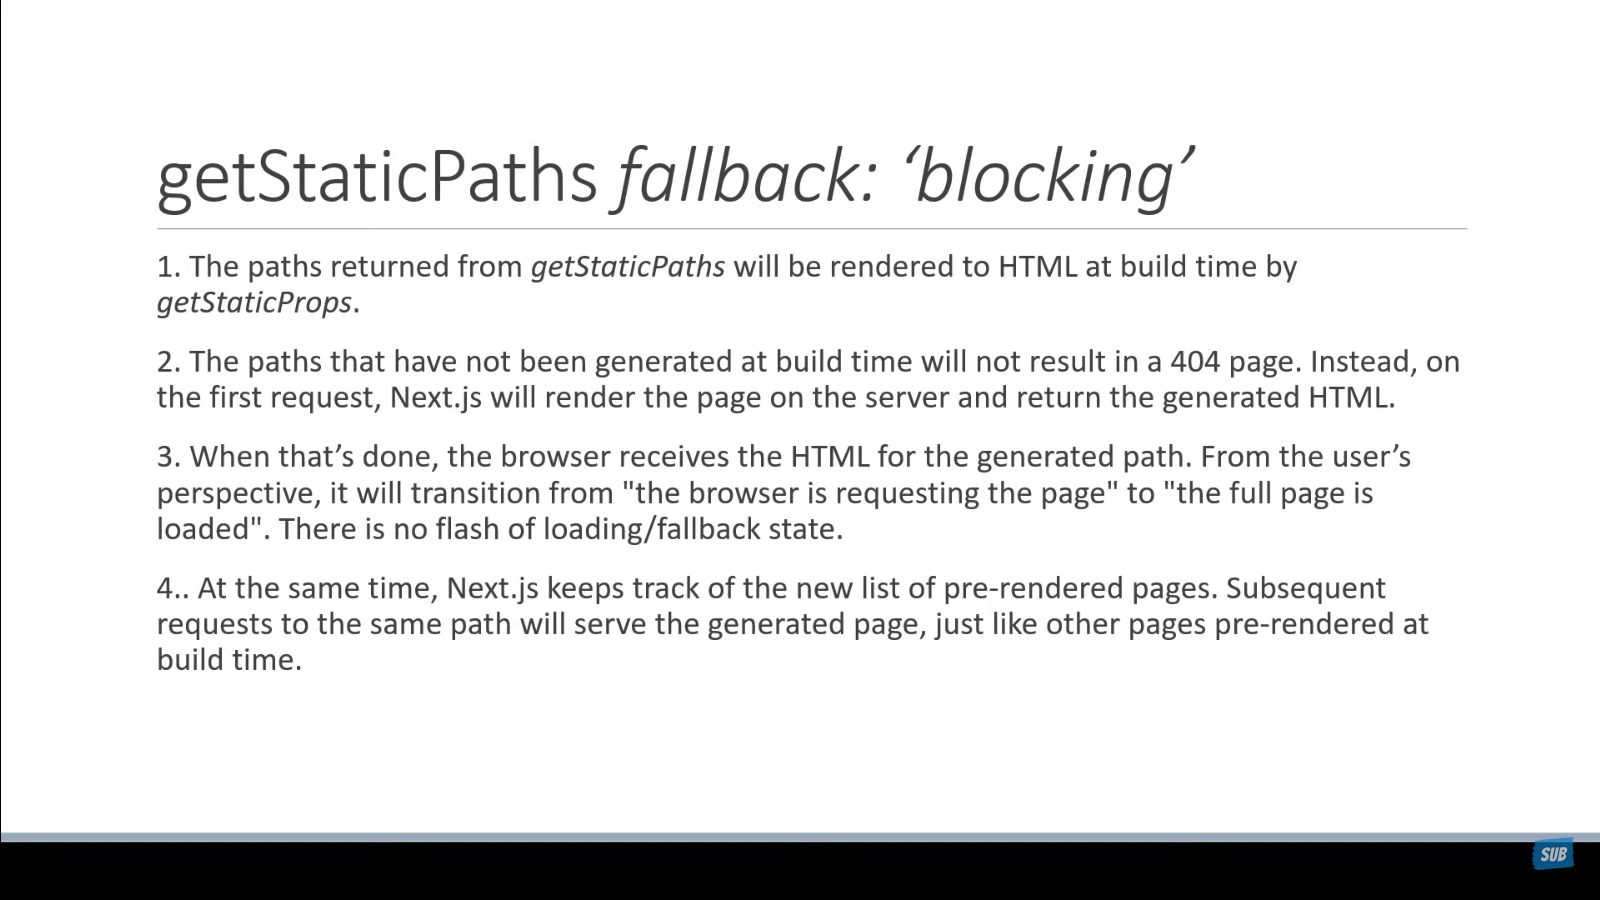 getStaticPaths fallback: ‘blocking’
1. The paths returned from getStaticPaths will be rendered to HTML at build time by
getStaticProps.
2. The paths that have not been generated at build time will not result in a 404 page. Instead, on
the first request, Next.js will render the page on the server and return the generated HTML.
3. When that’s done, the browser receives the HTML for the generated path. From the user’s
perspective, it will transition from "the browser is requesting the page" to "the full page is
loaded". There is no flash of loading/fallback state.
4.. At the same time, Next.js keeps track of the new list of pre-rendered pages. Subsequent
requests to the same path will serve the generated page, just like other pages pre-rendered at
build time.
SUB